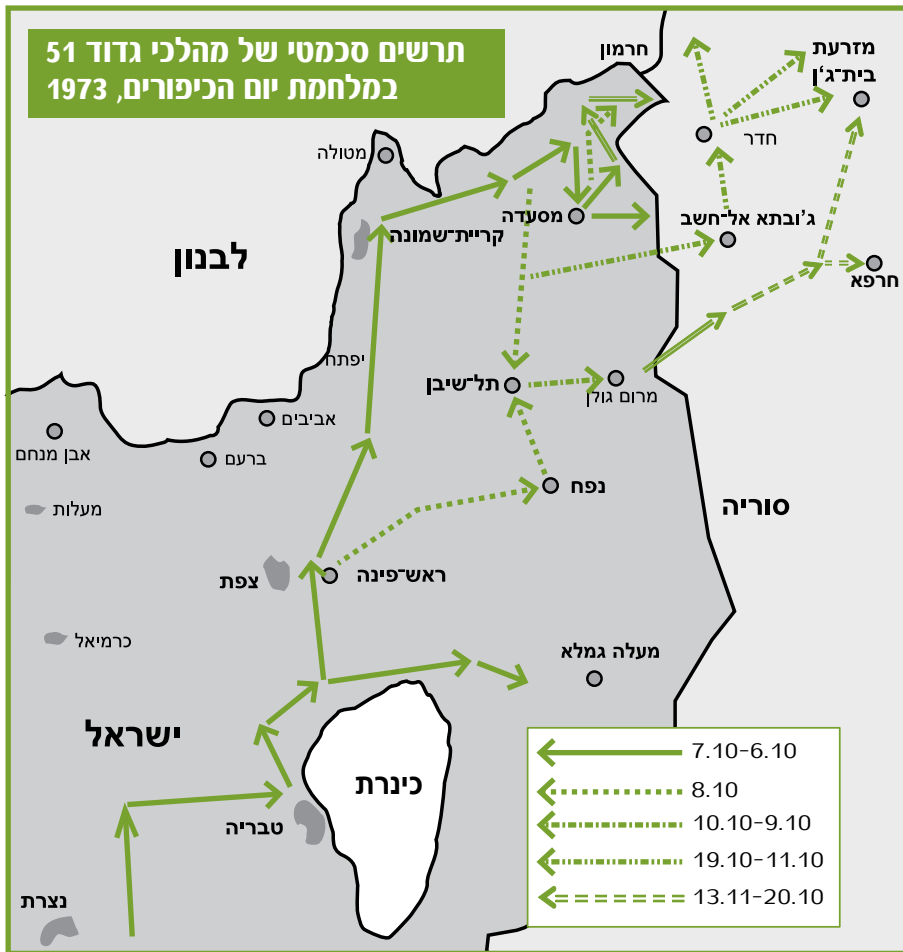 תרשים סכמטי של מהלכי גדוד 51
במלחמת יום הכיפורים, 1973
חרמון
מזרעת
בית־ג'ן
חדר
מטולה
מסעדה
ג'ובתא אל־חשב
קריית־שמונה
לבנון
חרפא
יפתח
תל־שיבן
מרום גולן
אביבים
אבן מנחם
ברעם
נפח
סוריה
מעלות
ראש־פינה
צפת
כרמיאל
מעלה גמלא
ישראל
כינרת
טבריה
נצרת
7.10-6.10
8.10
10.10-9.10
19.10-11.10
13.11-20.10